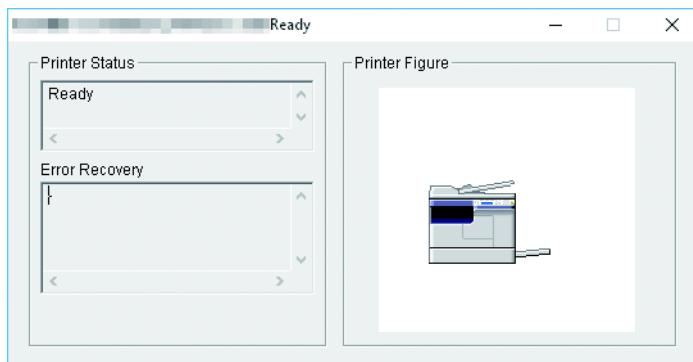 Ready
Printer Status
Ready
Error Recovery
Printer Figure